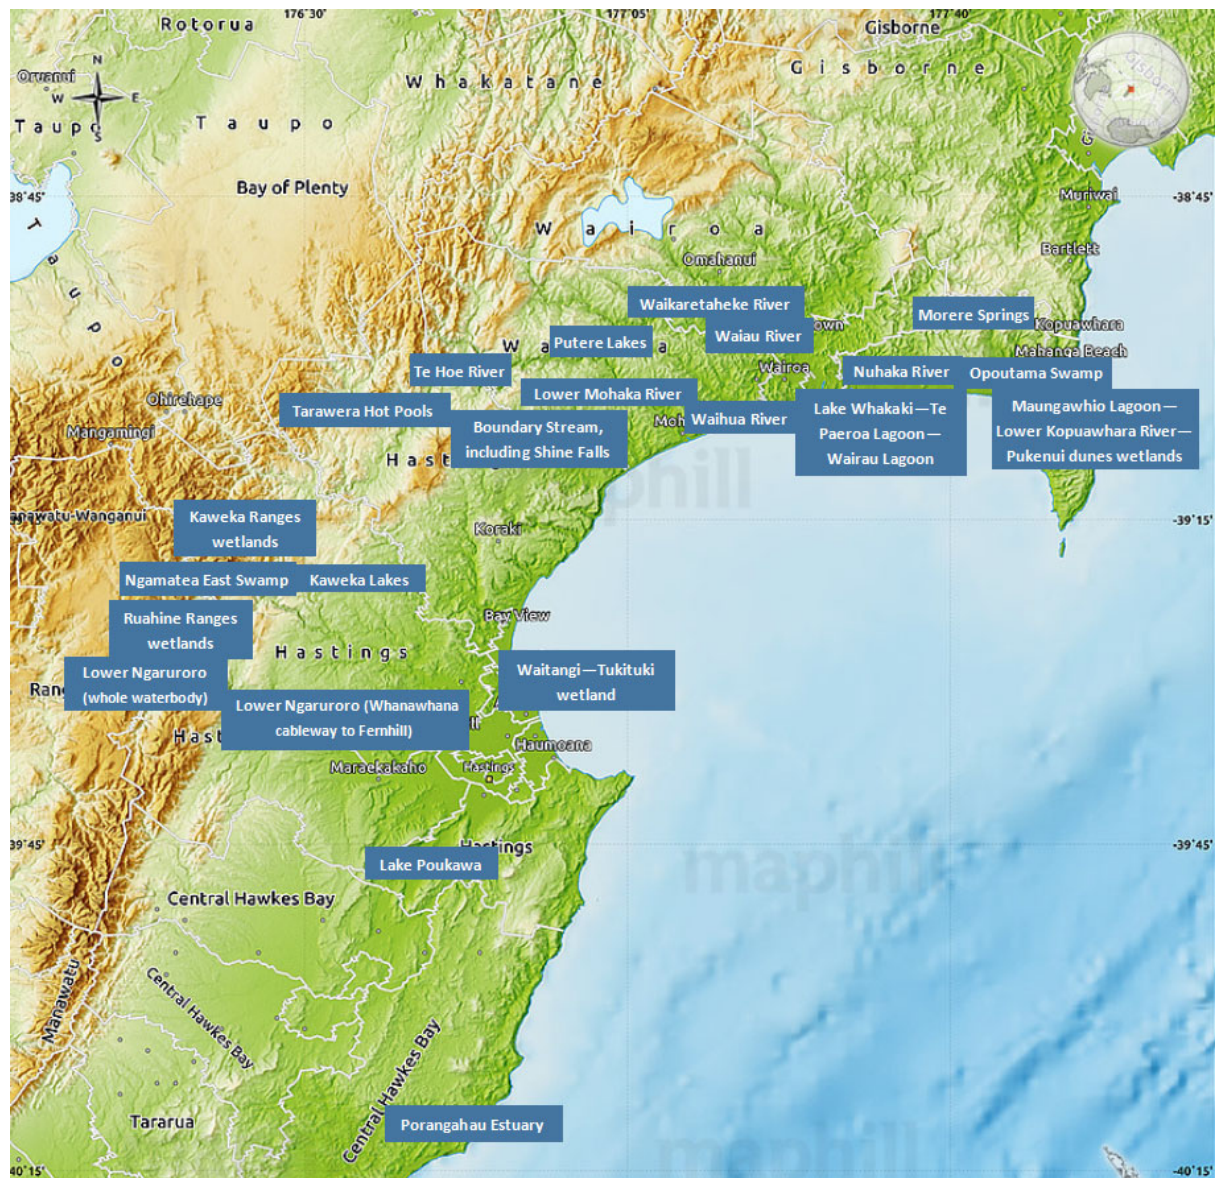 176°30'
177°05'
177°40'
Rotorua
Gisborne
N
W
E
S
Oruanui
Whakatane
Gisborne
Taupo
Taupo
Bay of Plenty
-38°45'
Muriwai
-38°45'
Taupo
Wairoa
Omahanui
Bartlett
Waikaretaheke River
Morere Springs
Kopuawhara
Waiau River
Putere Lakes
Mahanga Beach
Te Hoe River
Wairoa
Nuhaka River
Opoutama Swamp
Lower Mohaka River
Ohirehape
Tarawera Hot Pools
Waihua River
Lake Whakaki—Te
Paeroa Lagoon—
Wairau Lagoon
Maungawhio Lagoon—
Lower Kopuawhara River—
Pukenui dunes wetlands
Boundary Stream,
including Shine Falls
Mangamingi
maphill
Kaweka Ranges
wetlands
Koraki
-39°15'
Ngamatea East Swamp
Kaweka Lakes
Ruahine Ranges
wetlands
Bay View
Hastings
Lower Ngaruroro
(whole waterbody)
Waitangi—Tukituki
wetland
Lower Ngaruroro (Whanawhana
cableway to Fernhill)
Haumoana
Maraekakaho
Hastings
-39°45'
Hastings
-39°45'
Lake Poukawa
maphill
Central Hawkes Bay
Manawatu
Central Hawkes Bay
Central Hawkes Bay
Tararua
Porangahau Estuary
maphill
40°15'
-40°15'